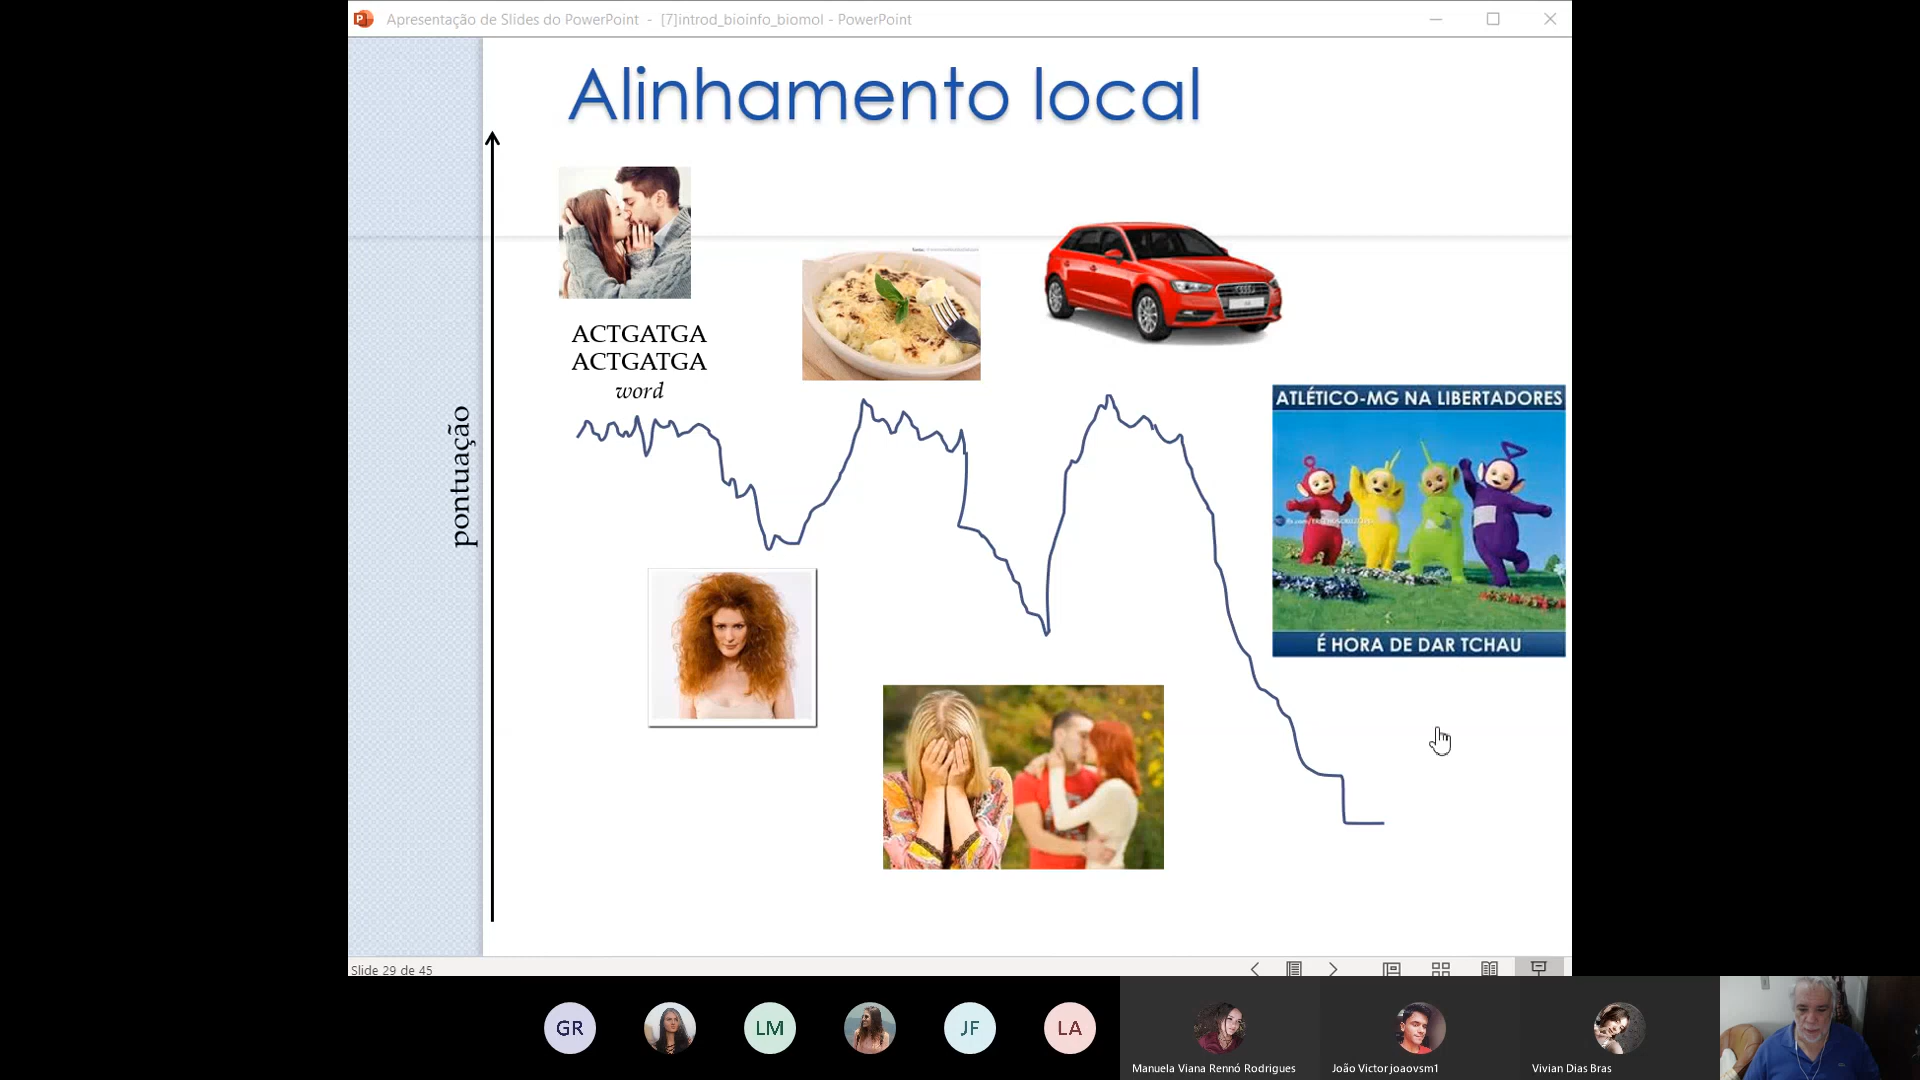 Apresentação de Slides do PowerPoint - [7]introd_bioinfo_biomol - PowerPoint
Alinhamento local
ACTGATGA
ACTGATGA
word
pontuação
ATLÉTICO-MG NA LIBERTADORES
É HORA DE DAR TCHAU
Slide 29 de 45
GR
LM
JF
LA
Manuela Viana Rennó Rodrigues
João Victor joaovsm1
Vivian Dias Bras